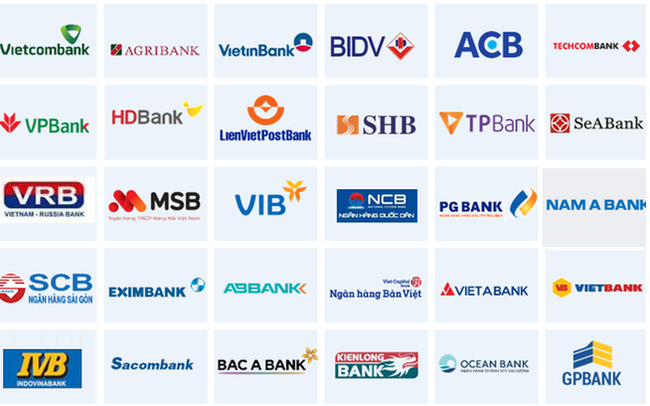 Vietcombank
AGRIBANK
VietinBank
BIDV
ACB
TECHCOMBANK
VPBank
HDBank
LienVietPostBank
SHB
TPBank
SeABank
VRB
VIETNAM - RUSSIA BANK
MSB
Ngân hàng TMCP Hàng Hải Việt Nam
VIB
NCB
NGÂN HÀNG QUỐC DÂN
PG BANK
NAM A BANK
SCB
NGÂN HÀNG SÀI GÒN
EXIMBANK
ABBANK
Viet Capital Bank
Ngân hàng Bản Việt
VIETABANK
VB
VIETBANK
IVB
INDOVINABANK
Sacombank
BAC A BANK
KIENLONG
BANK
OCEAN BANK
GPBANK